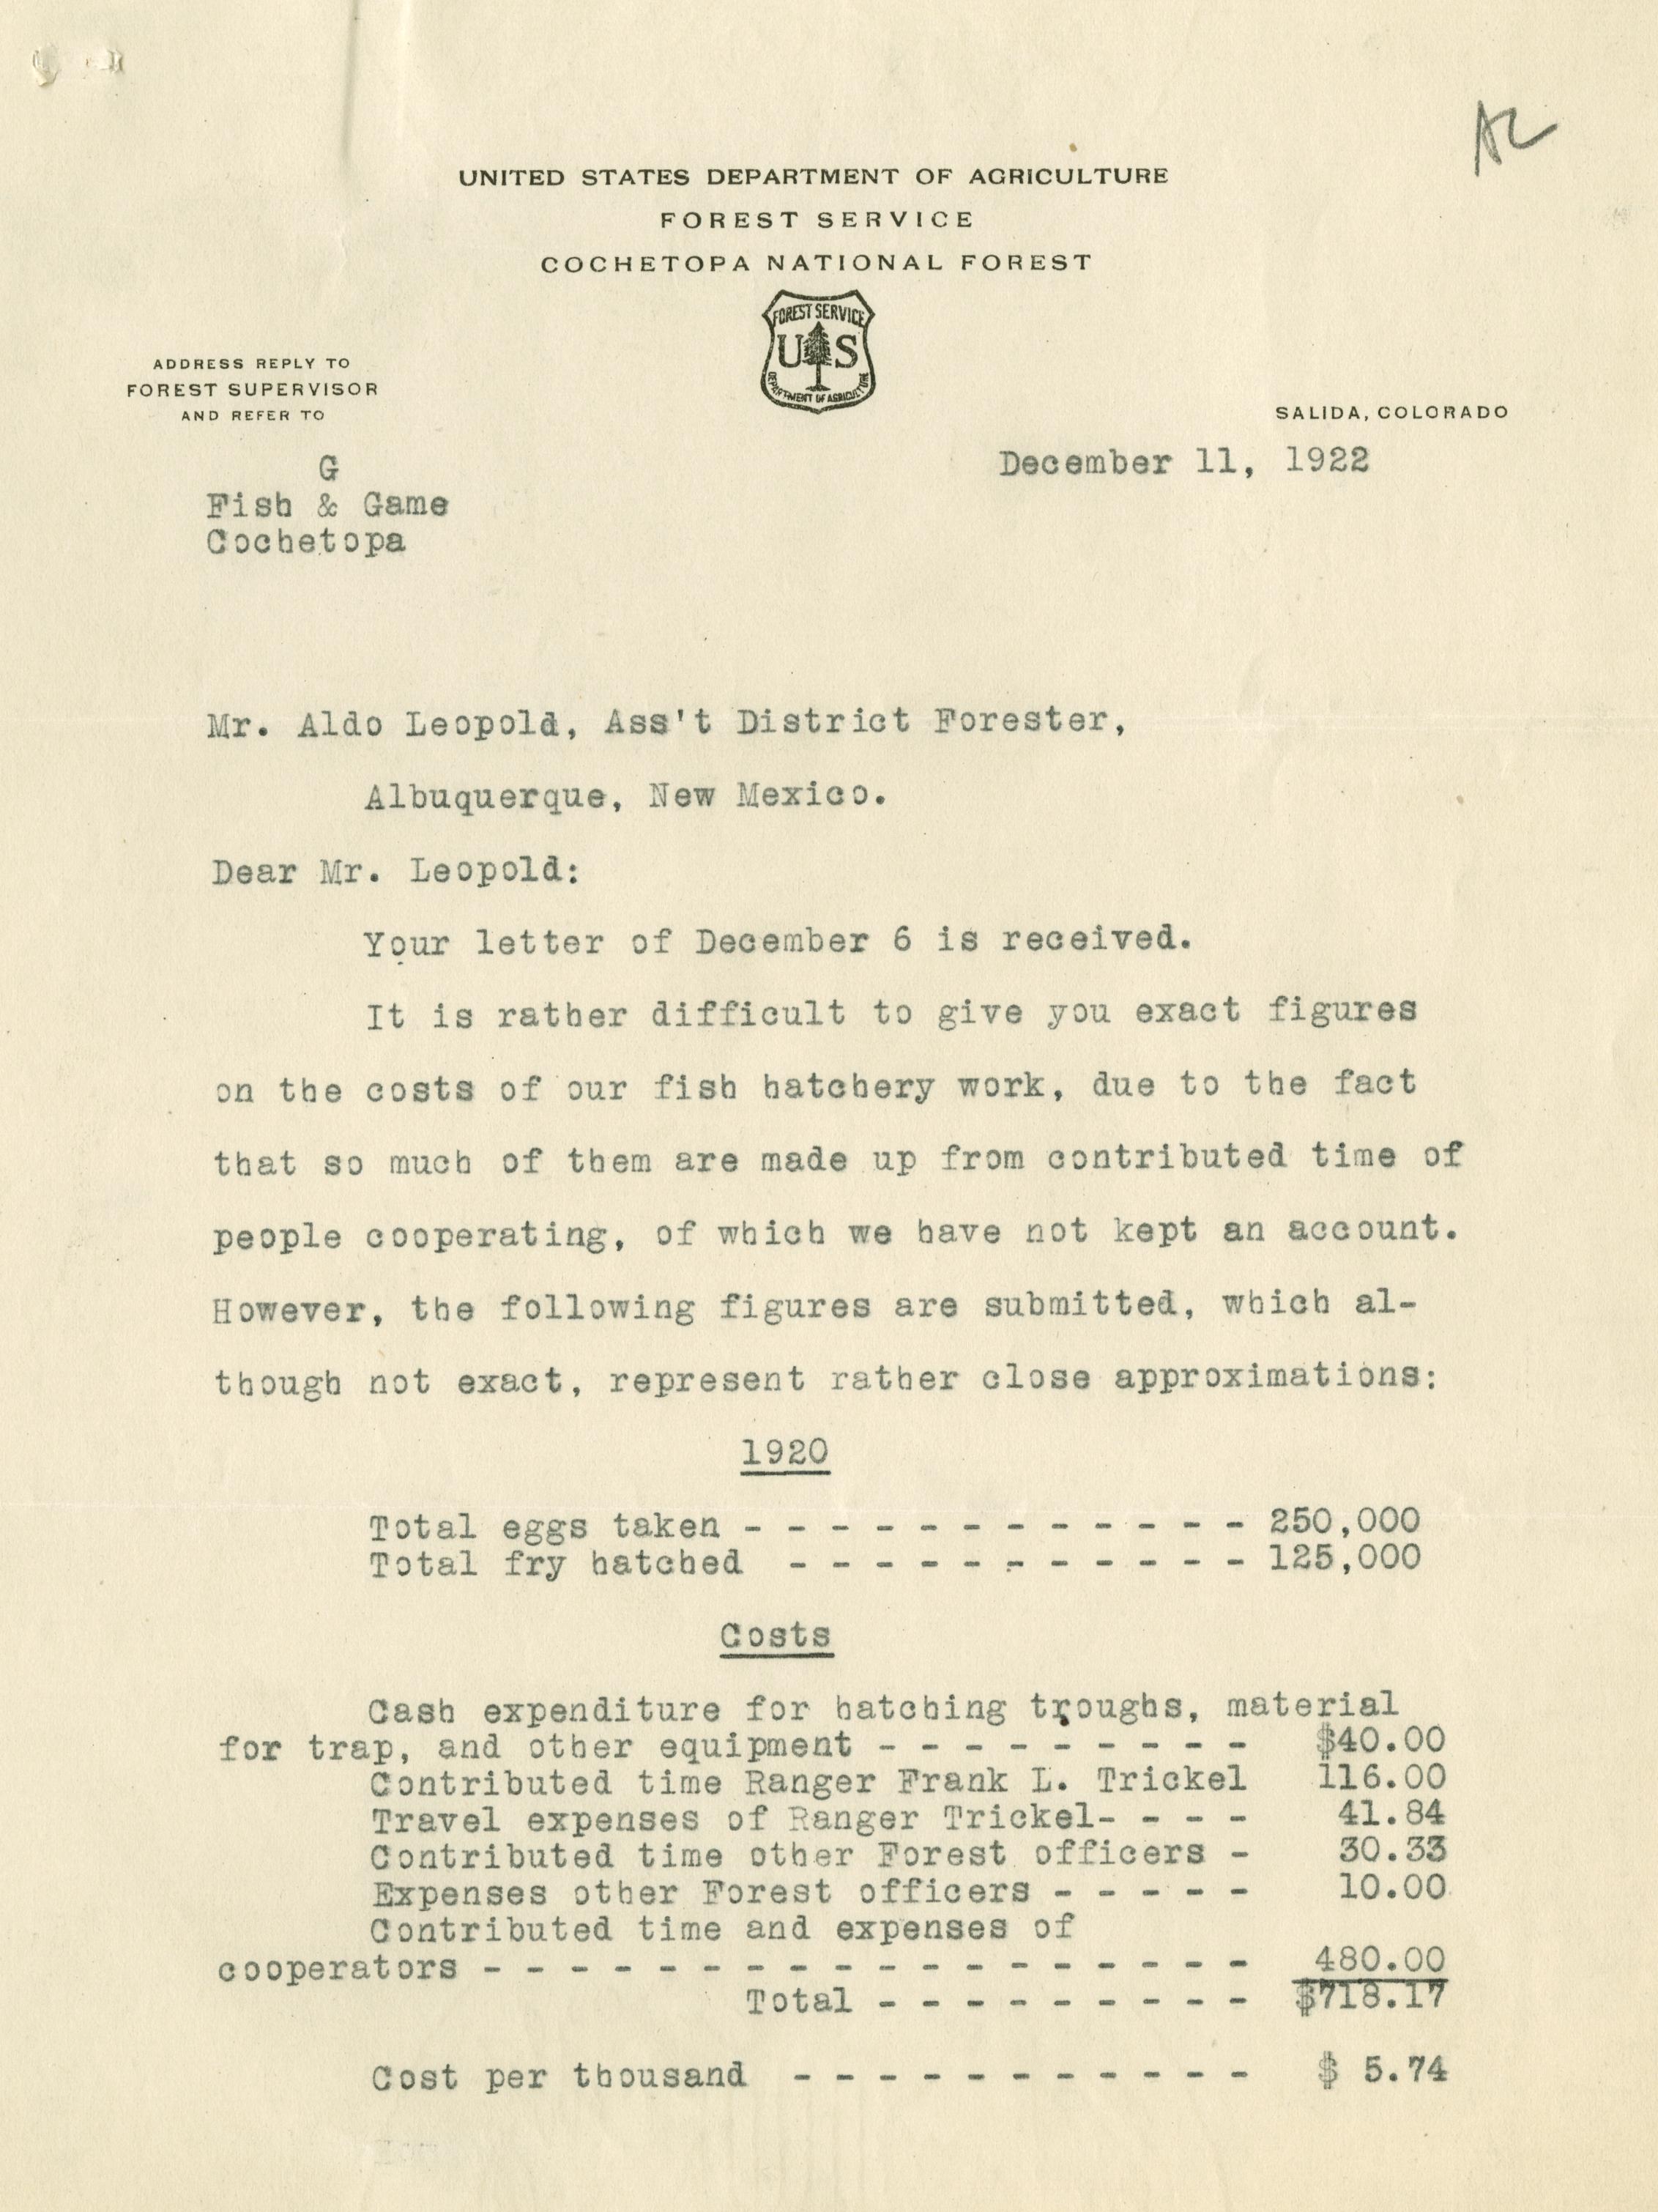 AL
UNITED STATES DEPARTMENT OF AGRICULTURE
FOREST SERVICE
COCHETOPA NATIONAL FOREST
FOREST SERVICE
U S
DEPARTMENT OF AGRICULTURE
ADDRESS REPLY TO
FOREST SUPERVISOR
AND REFER TO
SALIDA, COLORADO
December 11, 1922
G
Fish & Game
Cochetopa
Mr. Aldo Leopold, Ass't District Forester,
Albuquerque, New Mexico.
Dear Mr. Leopold:
Your letter of December 6 is received.
It is rather difficult to give you exact figures
on the costs of our fish hatchery work, due to the fact
that so much of them are made up from contributed time of
people cooperating, of which we have not kept an account.
However, the following figures are submitted, which al-
though not exact, represent rather close approximations:
1920
Total eggs taken - - - - - - - - - - - - 250,000
Total fry hatched - - - - - - - - - - - 125,000
Costs
Cash expenditure for hatching troughs, material
for trap, and other equipment - - - - - - - - - $40.00
Contributed time Ranger Frank L. Trickel 116.00
Travel expenses of Ranger Trickel- - - - 41.84
Contributed time other Forest officers - 30.33
Expenses other Forest officers - - - - - 10.00
Contributed time and expenses of
cooperators - - - - - - - - - - - - - - - - - - 480.00
Total - - - - - - - - - $718.17
Cost per thousand - - - - - - - - - - - $ 5.74